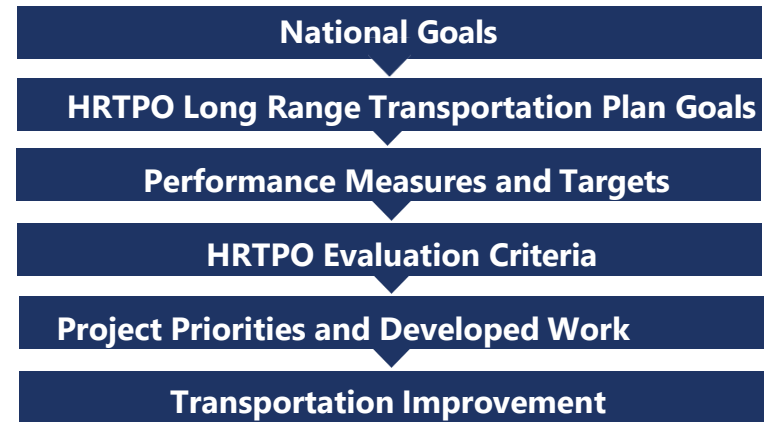 National Goals
HRTPO Long Range Transportation Plan Goals
Performance Measures and Targets
HRTPO Evaluation Criteria
Project Priorities and Developed Work
Transportation Improvement